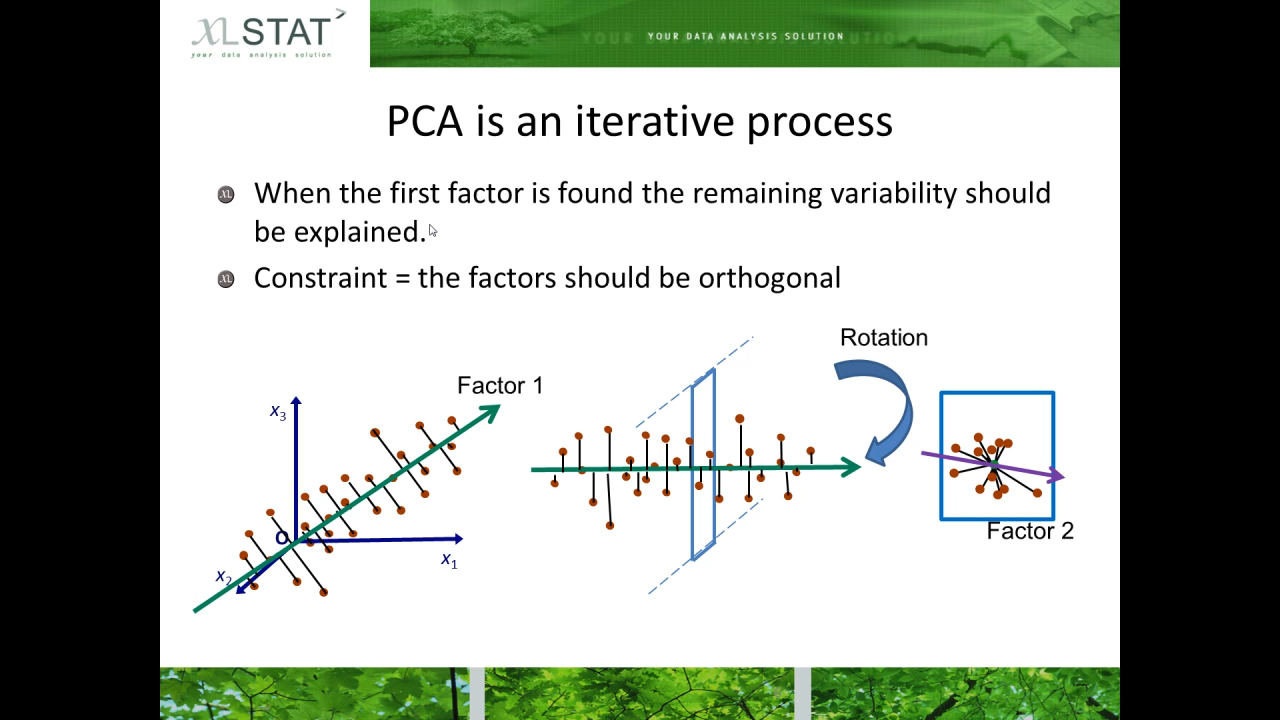 XLSTAT
your data analysis solution
YOUR DATA ANALYSIS SOLUTION
PCA is an iterative process
When the first factor is found the remaining variability should
be explained.
Constraint = the factors should be orthogonal
Rotation
Factor 1
x3
O
x1
x2
Factor 2